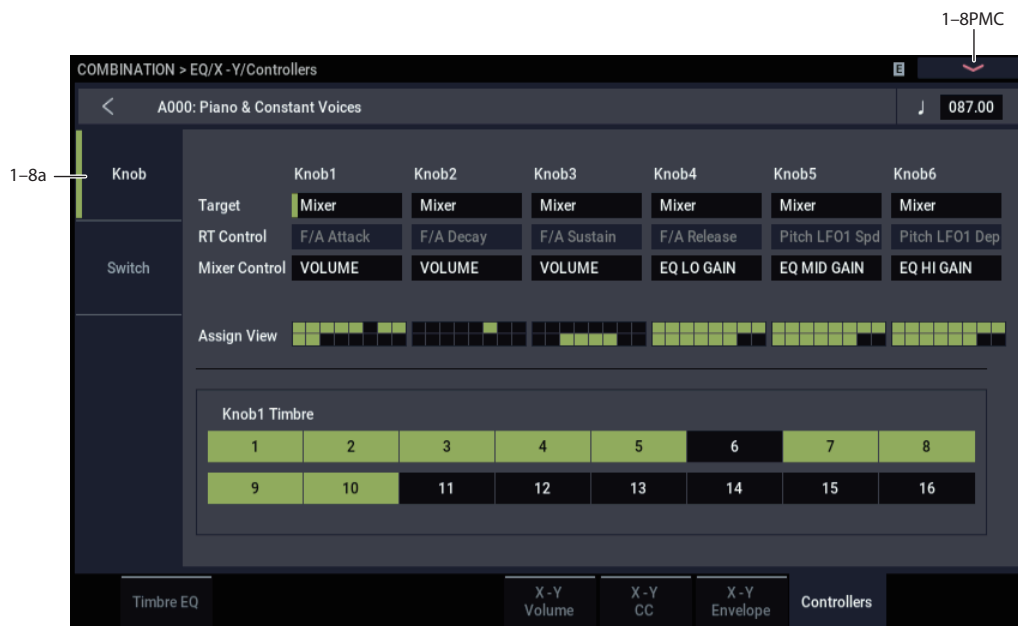 1–8PMC
COMBINATION > EQ/X-Y/Controllers E
A000: Piano & Constant Voices ♩ 087.00
1–8a
Knob
Switch
Knob1 Knob2 Knob3 Knob4 Knob5 Knob6
Target Mixer Mixer Mixer Mixer Mixer Mixer
RT Control F/A Attack F/A Decay F/A Sustain F/A Release Pitch LFO1 Spd Pitch LFO1 Dep
Mixer Control VOLUME VOLUME VOLUME EQ LO GAIN EQ MID GAIN EQ HI GAIN
Assign View
Knob1 Timbre
1 2 3 4 5 6 7 8
9 10 11 12 13 14 15 16
Timbre EQ
X-Y
Volume
X-Y
CC
X-Y
Envelope
Controllers